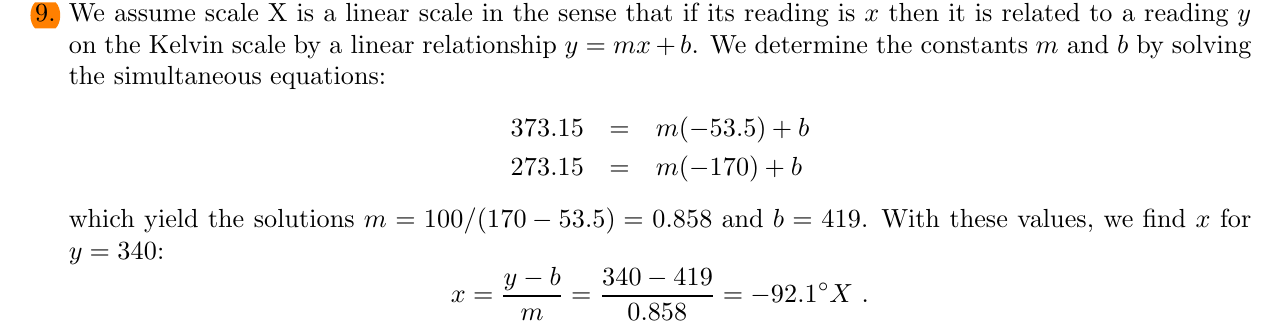 9. We assume scale X is a linear scale in the sense that if its reading is x then it is related to a reading y
on the Kelvin scale by a linear relationship y = mx + b. We determine the constants m and b by solving
the simultaneous equations:
373.15 = m(−53.5) + b
273.15 = m(−170) + b
which yield the solutions m = 100/(170 − 53.5) = 0.858 and b = 419. With these values, we find x for
y = 340:
x = \frac{y − b}{m} = \frac{340 − 419}{0.858} = −92.1°X .